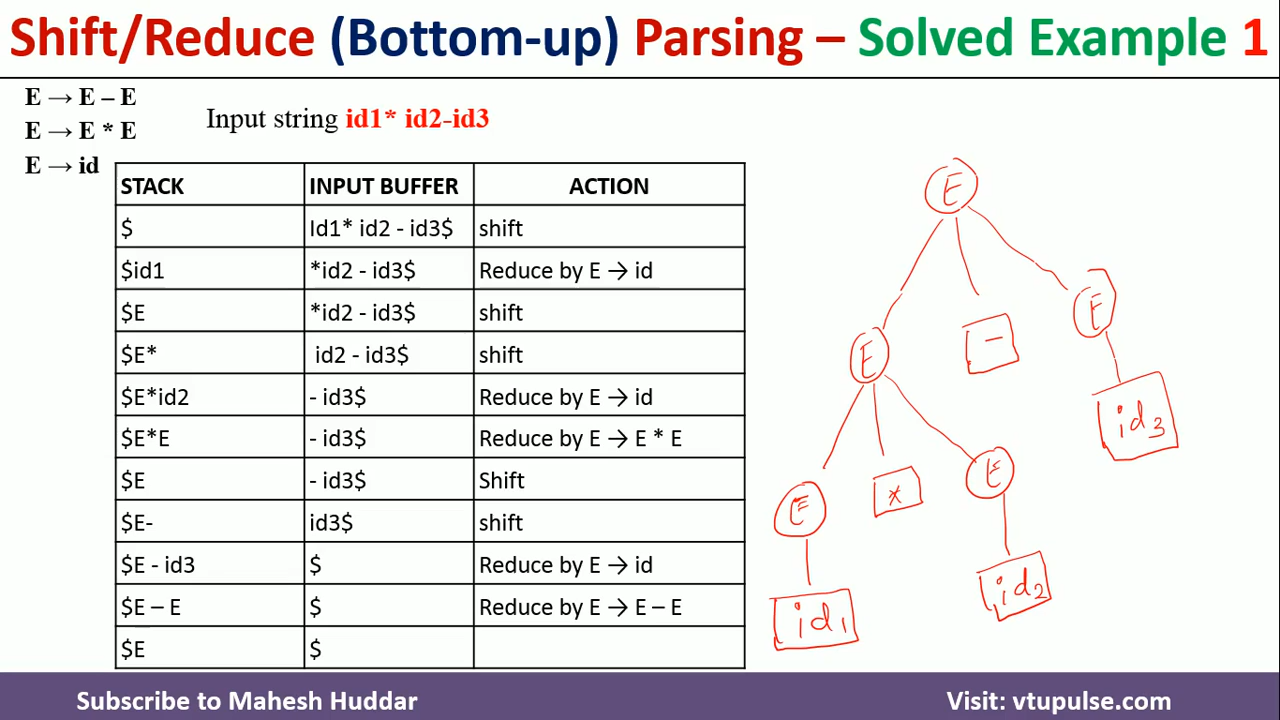 Shift/Reduce (Bottom-up) Parsing – Solved Example 1
E → E – E
E → E * E
E → id
Input string id1* id2-id3
STACK INPUT BUFFER ACTION
$ Id1* id2 - id3$ shift
$id1 *id2 - id3$ Reduce by E → id
$E *id2 - id3$ shift
$E* id2 - id3$ shift
$E*id2 - id3$ Reduce by E → id
$E*E - id3$ Reduce by E → E * E
$E - id3$ Shift
$E- id3$ shift
$E - id3 $ Reduce by E → id
$E – E $ Reduce by E → E – E
$E $
E
E - E
E * E id3
id1 id2
Subscribe to Mahesh Huddar
Visit: vtupulse.com